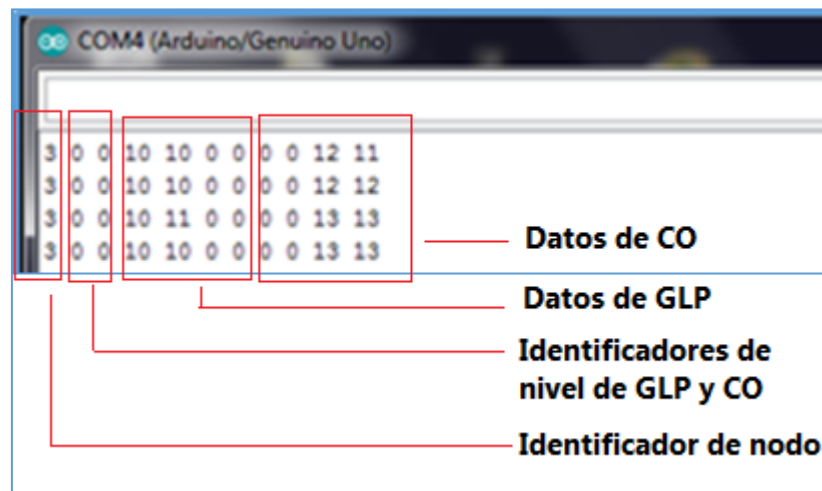 COM4 (Arduino/Genuino Uno)
3 0 0 10 10 0 0 0 0 12 11
3 0 0 10 10 0 0 0 0 12 12
3 0 0 10 11 0 0 0 0 13 13
3 0 0 10 10 0 0 0 0 13 13
Datos de CO
Datos de GLP
Identificadores de
nivel de GLP y CO
Identificador de nodo